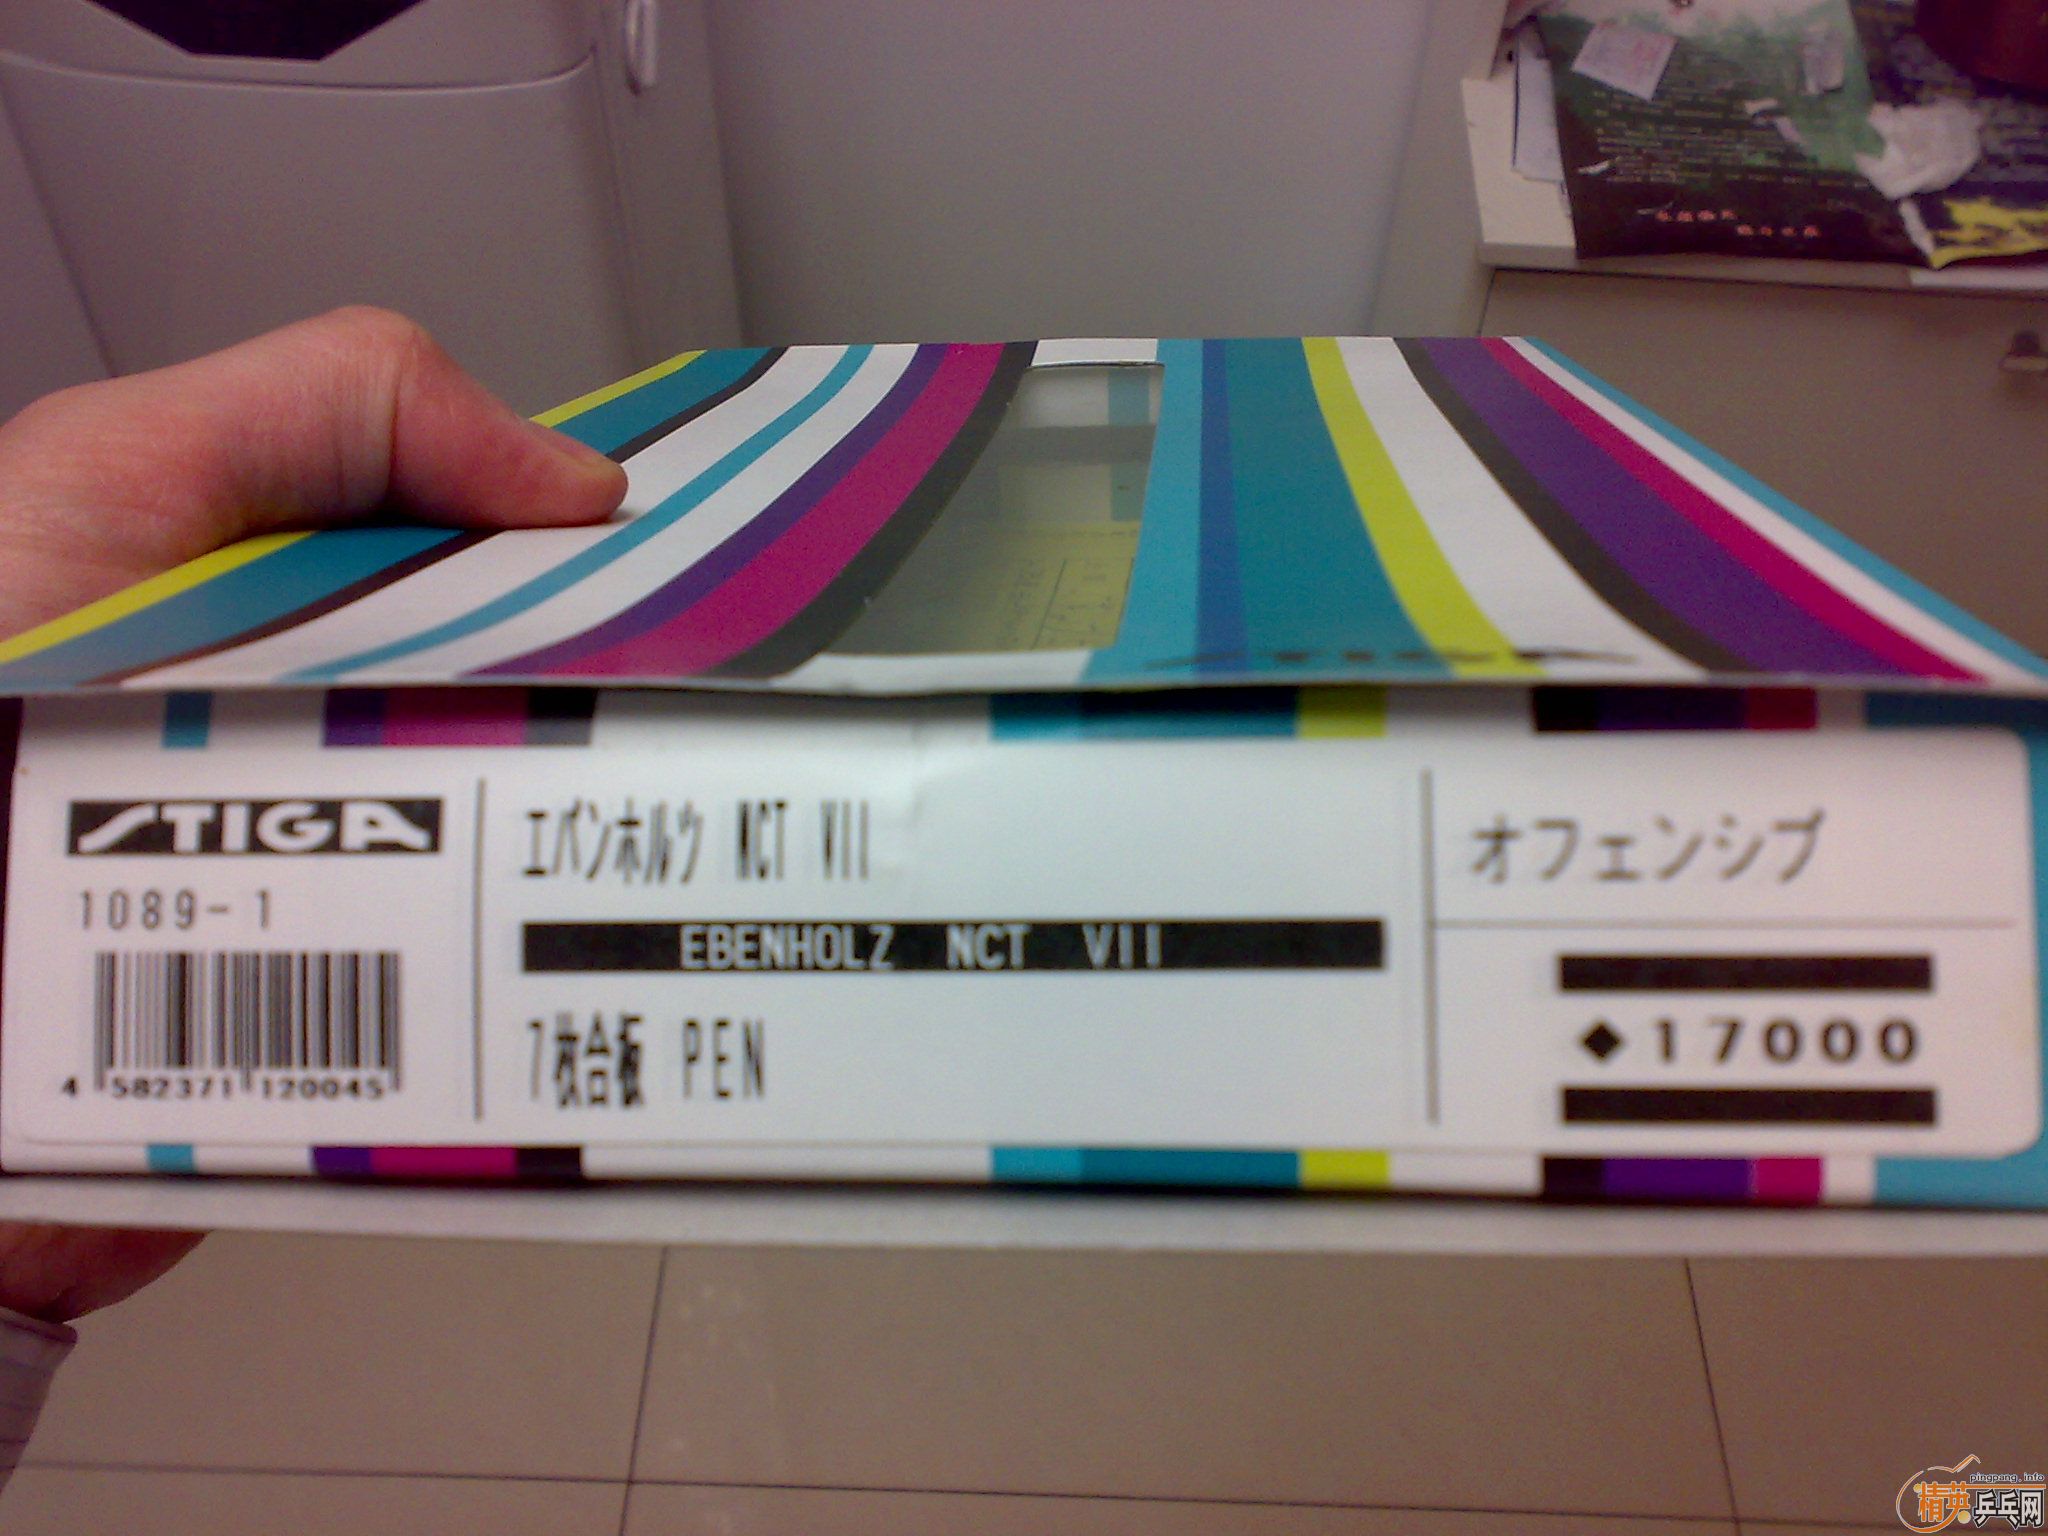 STIGA
1089-1
4 582371 120045
エバンホルツ NCT VII
EBENHOLZ NCT VII
7枚合板 PEN
オフェンシブ
◆17000
pingpang.info
精英乒乓网